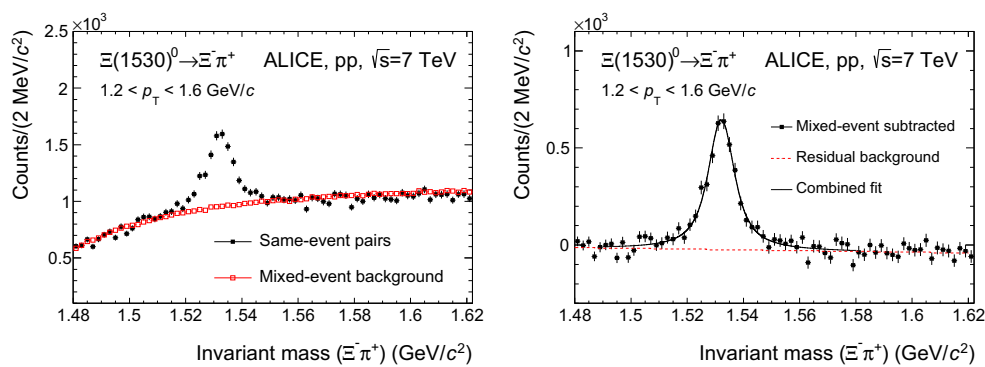 ×10³
Counts/(2 MeV/c²)
2.5
2
1.5
1
0.5
Ξ(1530)⁰→Ξ⁻π⁺ ALICE, pp, √s=7 TeV
1.2 < p_T < 1.6 GeV/c
Same-event pairs
Mixed-event background
1.48 1.5 1.52 1.54 1.56 1.58 1.6 1.62
Invariant mass (Ξ⁻π⁺) (GeV/c²)
×10³
Counts/(2 MeV/c²)
1
0.5
0
Ξ(1530)⁰→Ξ⁻π⁺ ALICE, pp, √s=7 TeV
1.2 < p_T < 1.6 GeV/c
Mixed-event subtracted
Residual background
Combined fit
1.48 1.5 1.52 1.54 1.56 1.58 1.6 1.62
Invariant mass (Ξ⁻π⁺) (GeV/c²)